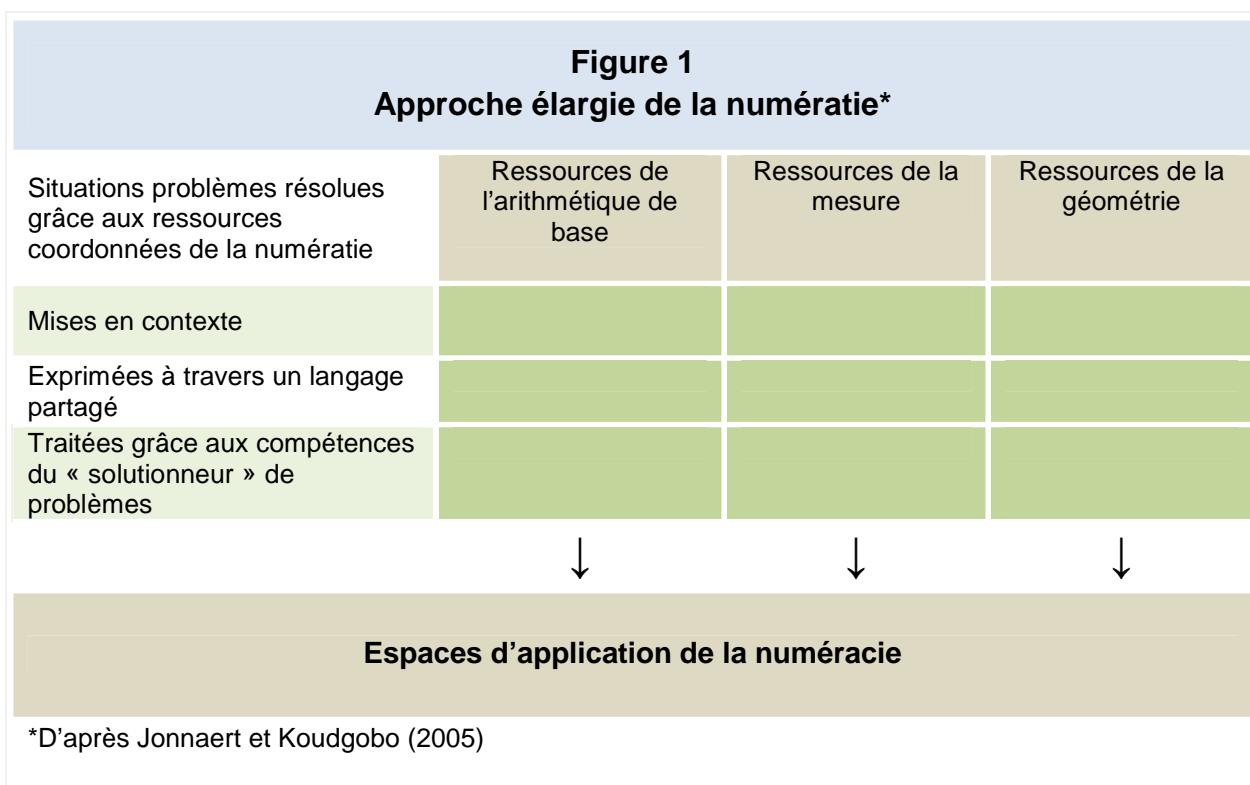 Figure 1
Approche élargie de la numératie*
Situations problèmes résolues
grâce aux ressources
coordonnées de la numératie
Ressources de
l’arithmétique de
base
Ressources de la
mesure
Ressources de la
géométrie
Mises en contexte
Exprimées à travers un langage
partagé
Traitées grâce aux compétences
du « solutionneur » de
problèmes
↓ ↓ ↓
Espaces d’application de la numéracie
*D’après Jonnaert et Koudgobo (2005)